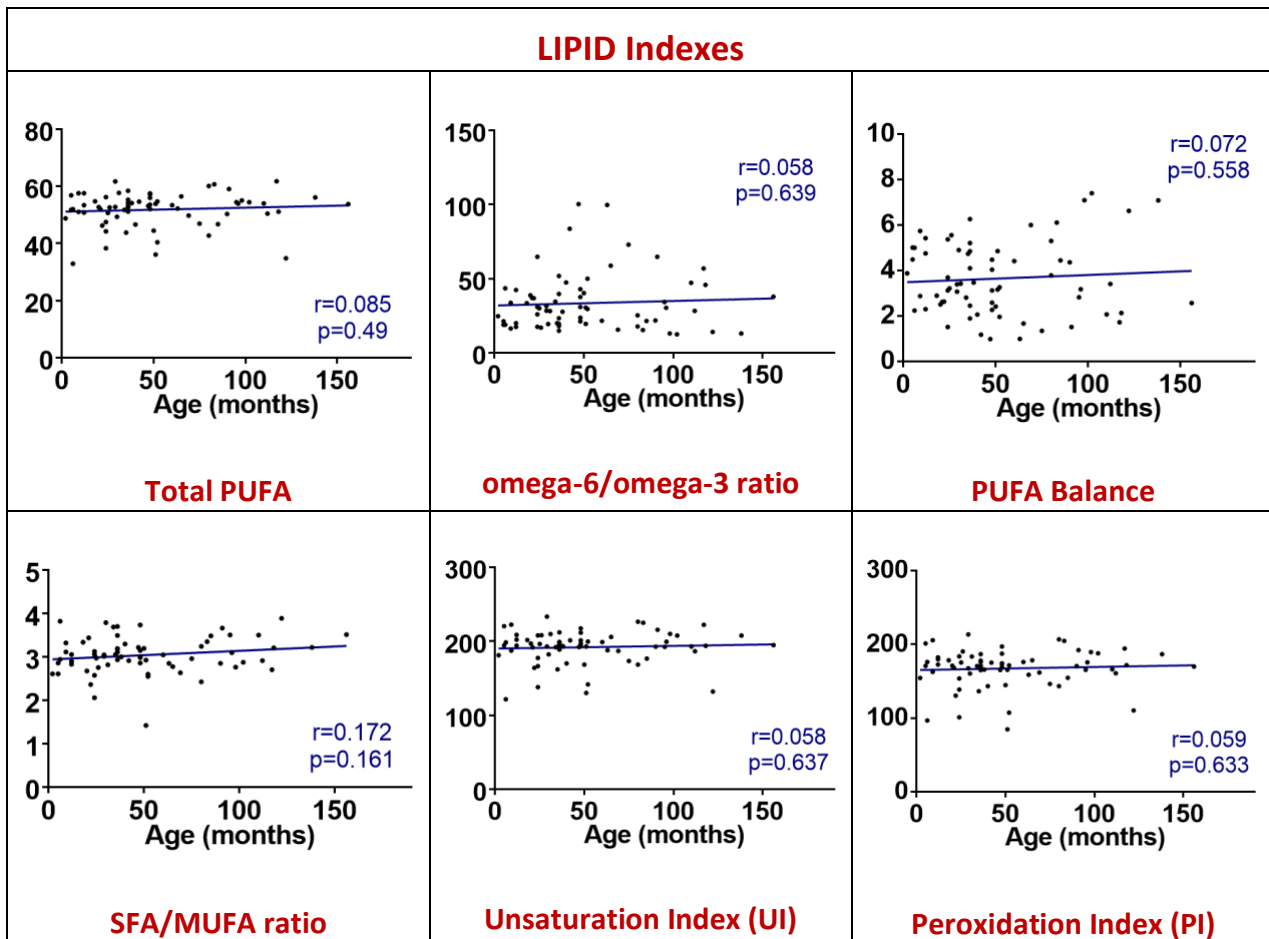 LIPID Indexes
80
60
40
20
0
0 50 100 150
Age (months)
r=0.085
p=0.49
Total PUFA
150
100
50
0
0 50 100 150
Age (months)
r=0.058
p=0.639
omega-6/omega-3 ratio
10
8
6
4
2
0
0 50 100 150
Age (months)
r=0.072
p=0.558
PUFA Balance
5
4
3
2
1
0
0 50 100 150
Age (months)
r=0.172
p=0.161
SFA/MUFA ratio
300
200
100
0
0 50 100 150
Age (months)
r=0.058
p=0.637
Unsaturation Index (UI)
300
200
100
0
0 50 100 150
Age (months)
r=0.059
p=0.633
Peroxidation Index (PI)